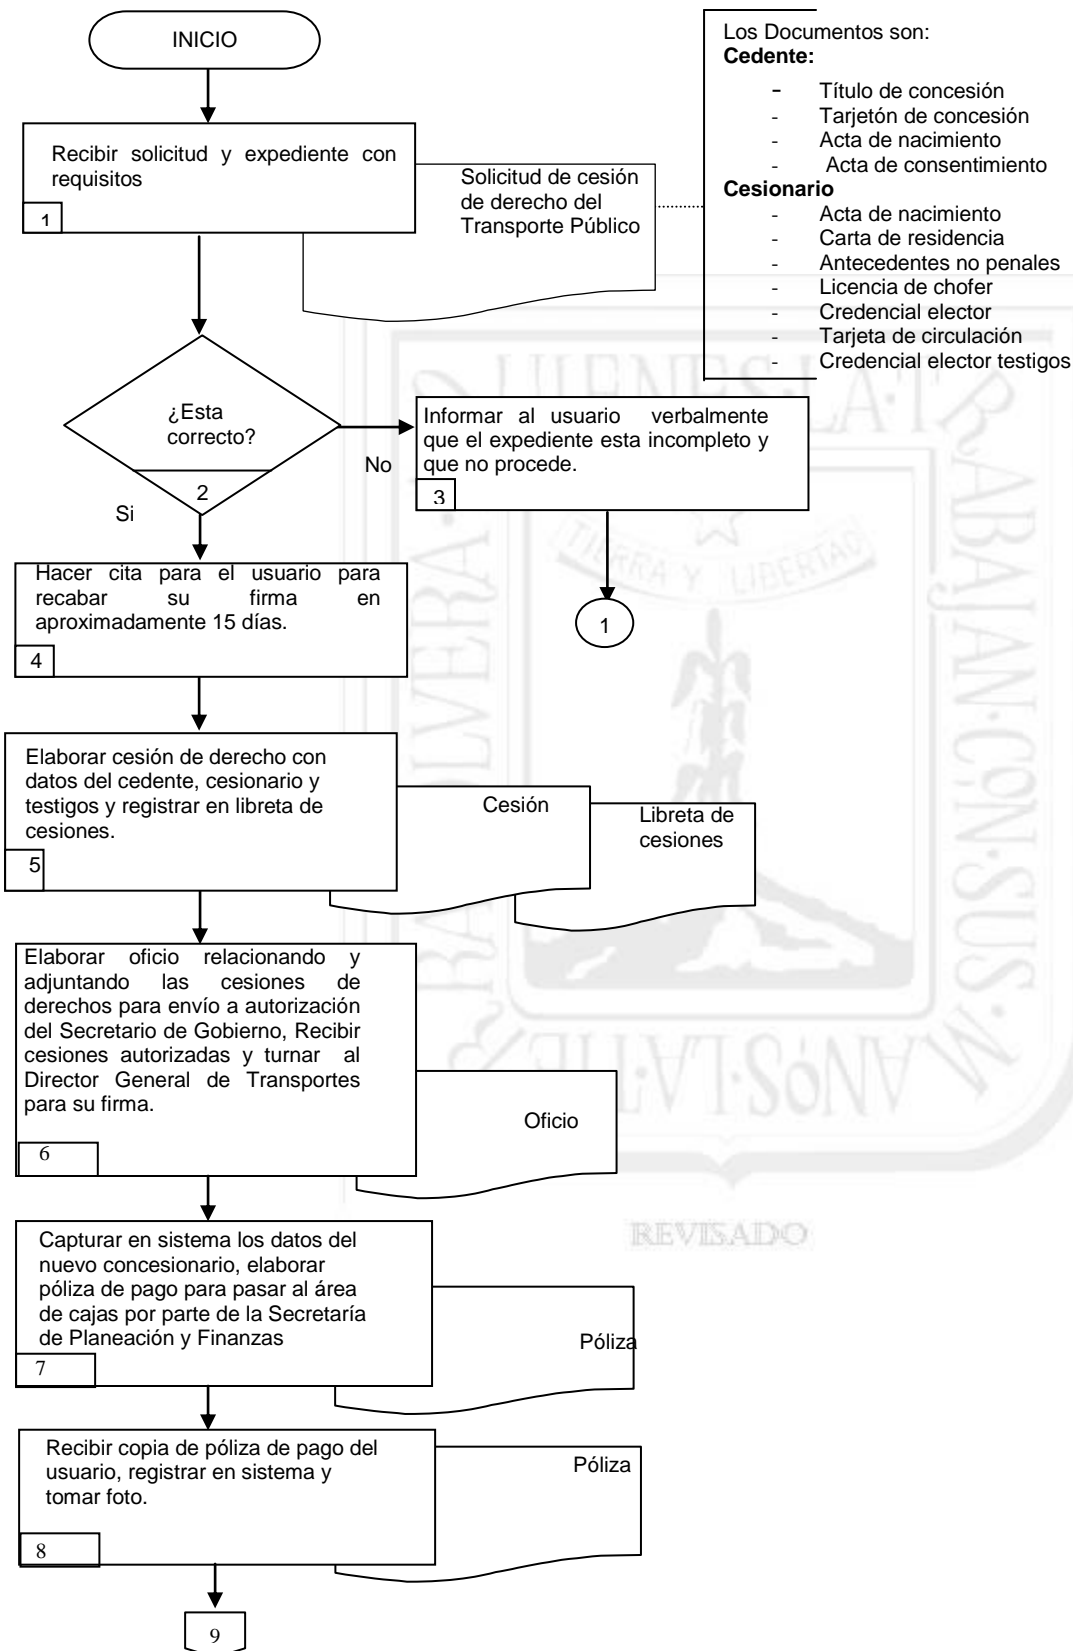 INICIO
Los Documentos son:
Cedente:
- Título de concesión
- Tarjetón de concesión
- Acta de nacimiento
- Acta de consentimiento
Cesionario
- Acta de nacimiento
- Carta de residencia
- Antecedentes no penales
- Licencia de chofer
- Credencial elector
- Tarjeta de circulación
- Credencial elector testigos
Recibir solicitud y expediente con
requisitos
1
Solicitud de cesión
de derecho del
Transporte Público
¿Esta
correcto?
2
No
Si
Informar al usuario verbalmente
que el expediente esta incompleto y
que no procede.
3
1
Hacer cita para el usuario para
recabar su firma en
aproximadamente 15 días.
4
Elaborar cesión de derecho con
datos del cedente, cesionario y
testigos y registrar en libreta de
cesiones.
5
Cesión
Libreta de
cesiones
Elaborar oficio relacionando y
adjuntando las cesiones de
derechos para envío a autorización
del Secretario de Gobierno, Recibir
cesiones autorizadas y turnar al
Director General de Transportes
para su firma.
6
Oficio
Capturar en sistema los datos del
nuevo concesionario, elaborar
póliza de pago para pasar al área
de cajas por parte de la Secretaría
de Planeación y Finanzas
7
Póliza
Recibir copia de póliza de pago del
usuario, registrar en sistema y
tomar foto.
8
Póliza
9
TIERRA Y LIBERTAD
REVISADO